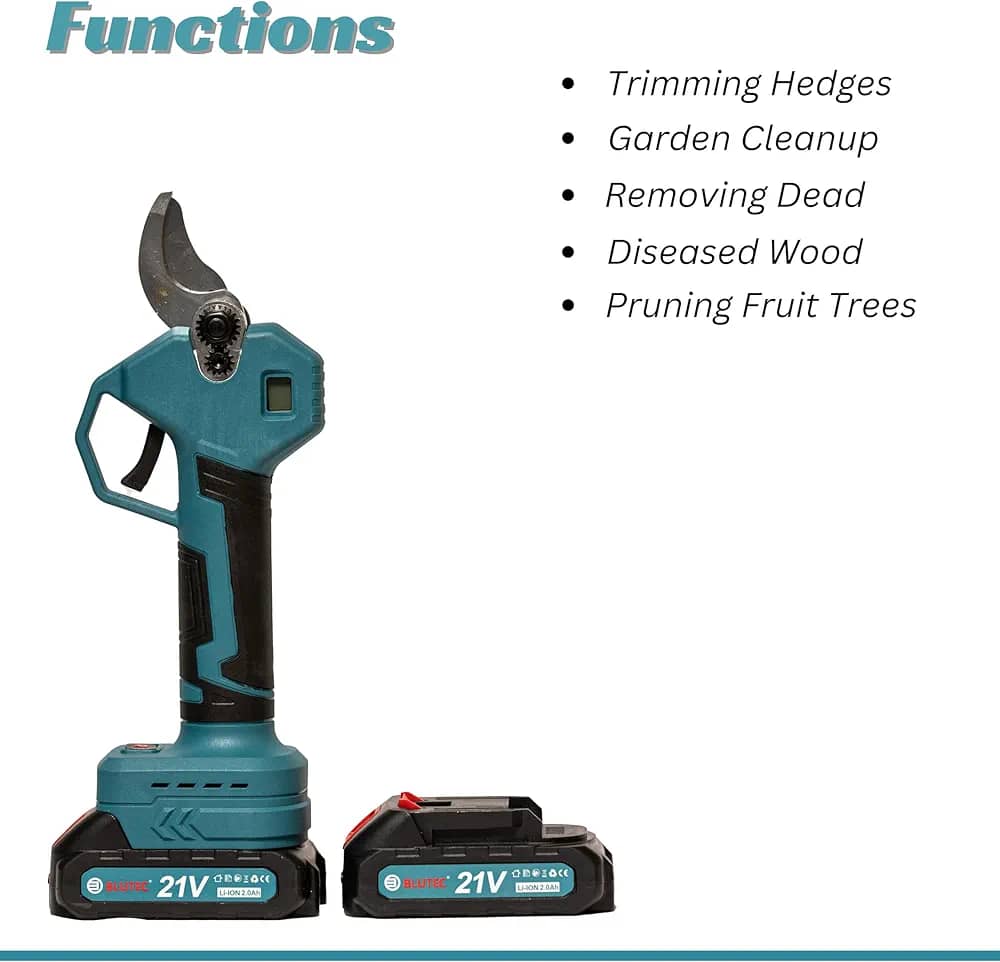 Functions
• Trimming Hedges
• Garden Cleanup
• Removing Dead
• Diseased Wood
• Pruning Fruit Trees
BLUTEC 21V
LI-ION 2.0Ah
BLUTEC 21V
LI-ION 2.0Ah